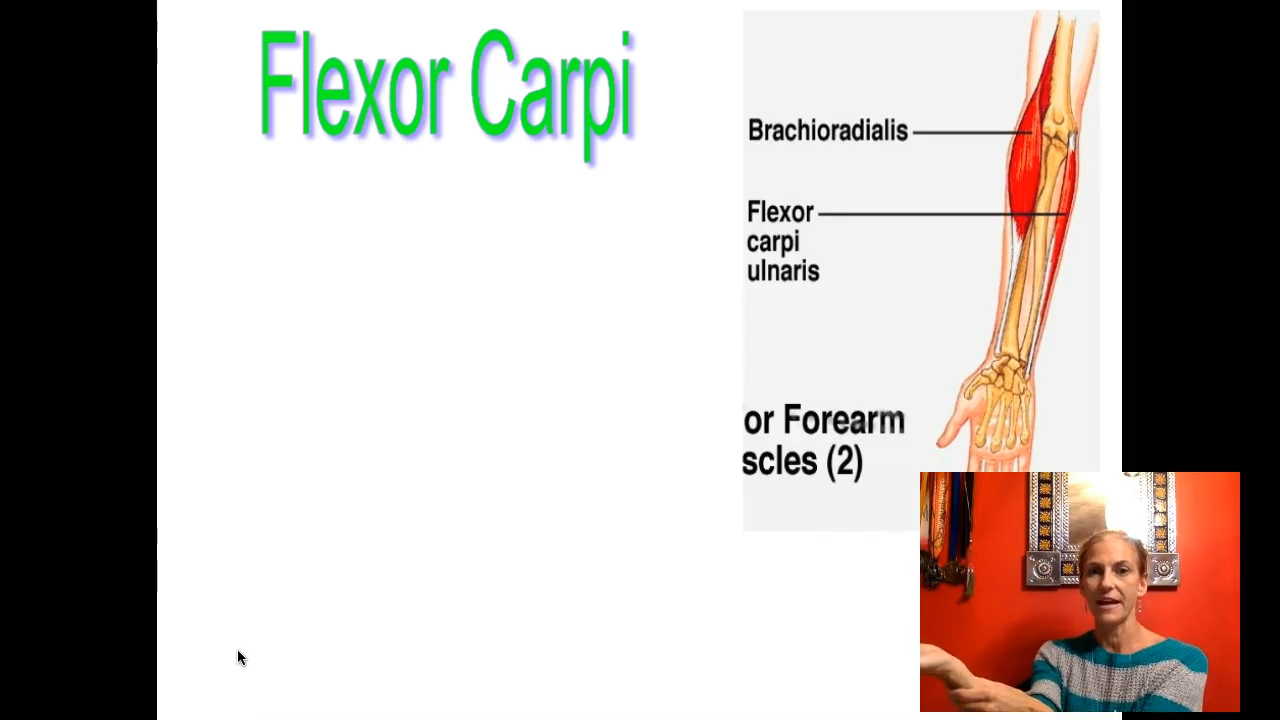 Flexor Carpi
Brachioradialis
Flexor
carpi
ulnaris
or Forearm
scles (2)